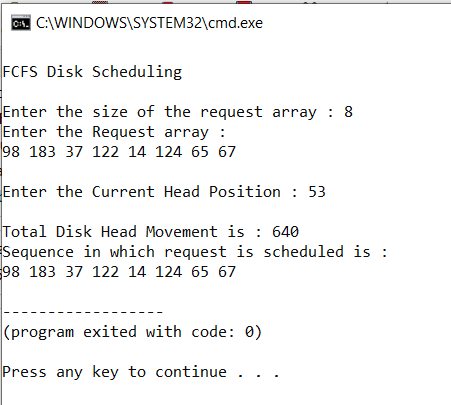 C:\WINDOWS\SYSTEM32\cmd.exe
FCFS Disk Scheduling
Enter the size of the request array : 8
Enter the Request array :
98 183 37 122 14 124 65 67
Enter the Current Head Position : 53
Total Disk Head Movement is : 640
Sequence in which request is scheduled is :
98 183 37 122 14 124 65 67
------------------
(program exited with code: 0)
Press any key to continue . . .